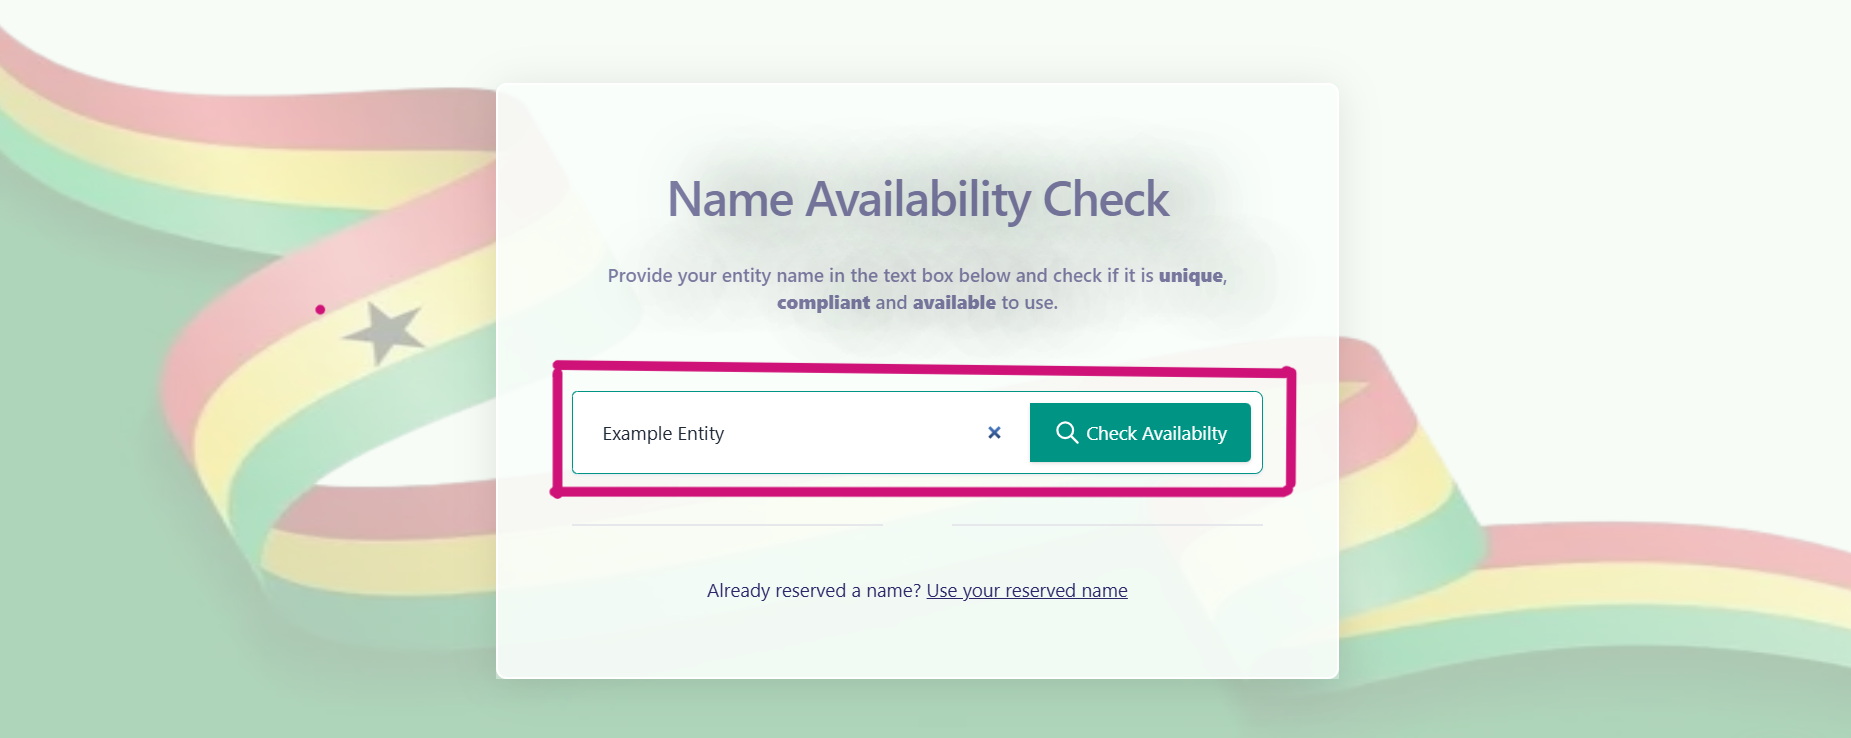 Name Availability Check
Provide your entity name in the text box below and check if it is unique,
compliant and available to use.
Example Entity
Check Availabilty
Already reserved a name? Use your reserved name